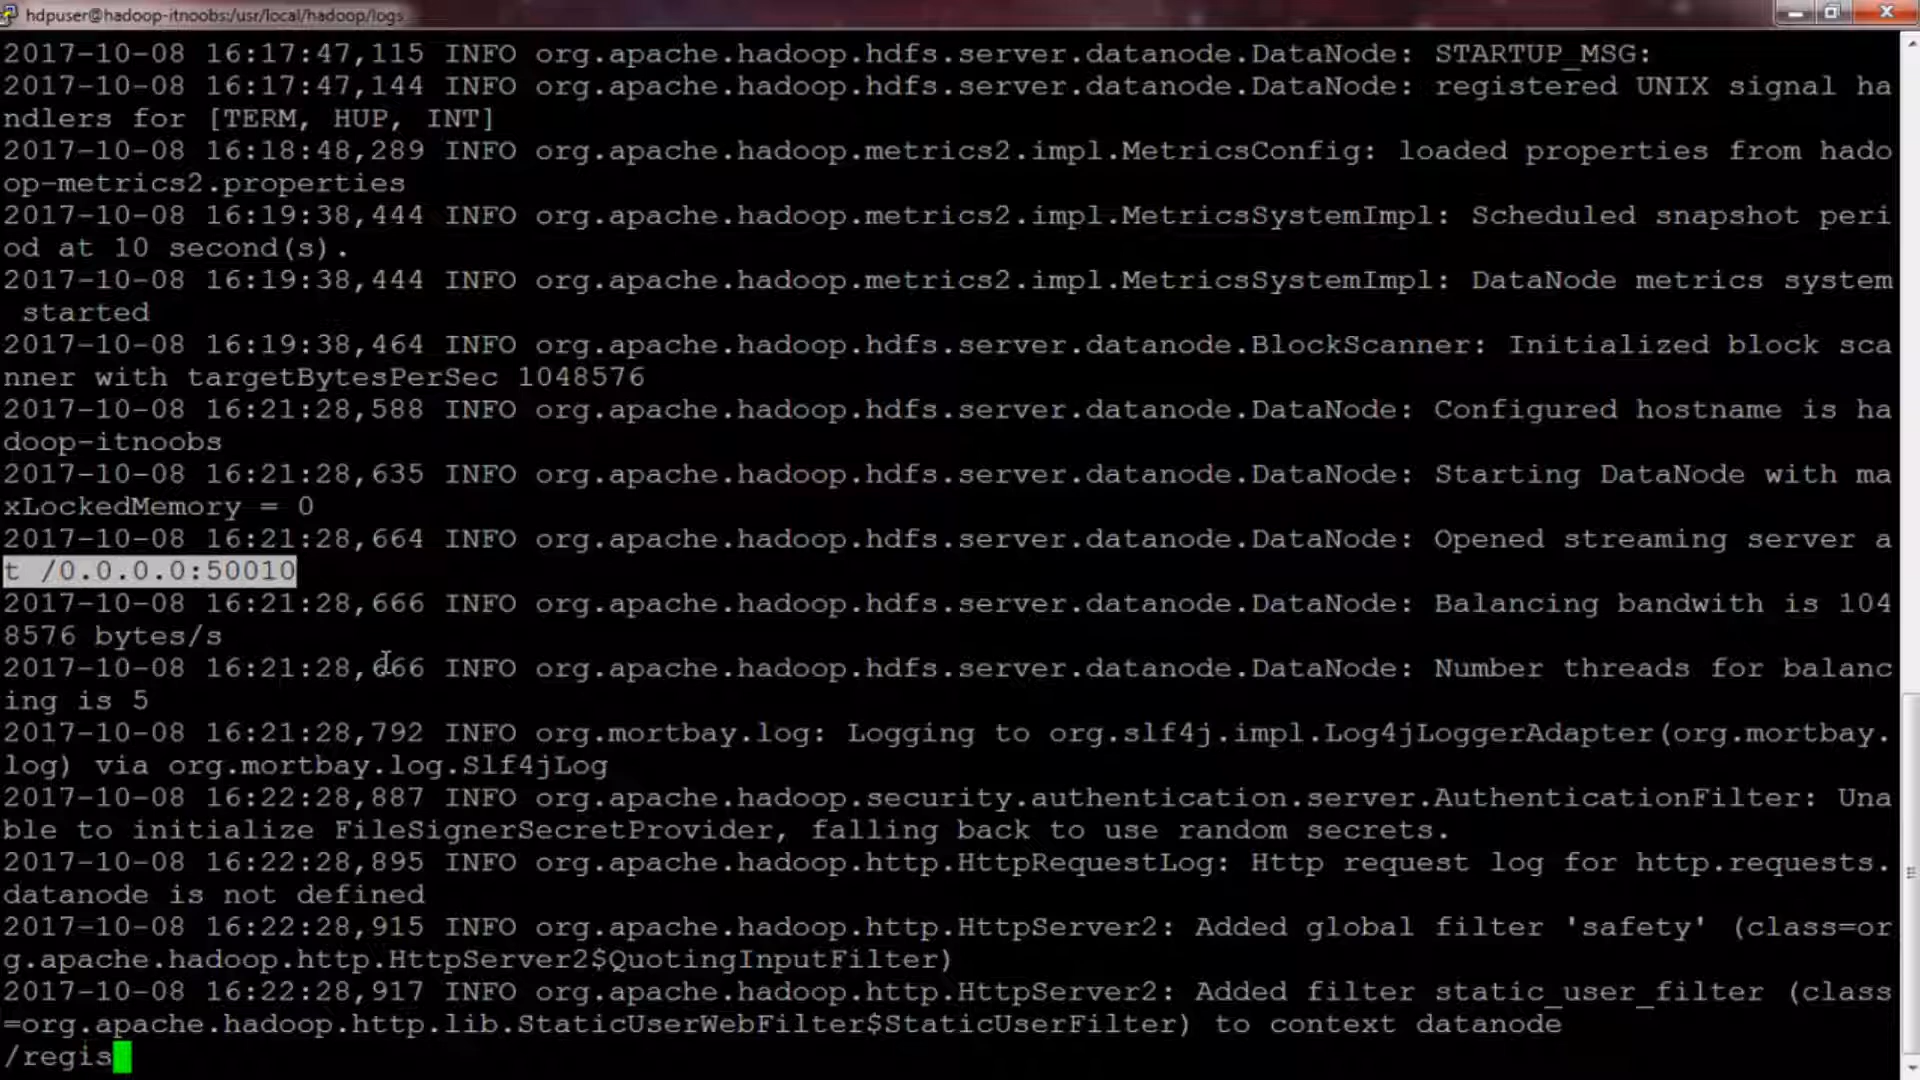 hdpuser@hadoop-itnoobs:/usr/local/hadoop/logs
2017-10-08 16:17:47,115 INFO org.apache.hadoop.hdfs.server.datanode.DataNode: STARTUP_MSG:
2017-10-08 16:17:47,144 INFO org.apache.hadoop.hdfs.server.datanode.DataNode: registered UNIX signal ha
ndlers for [TERM, HUP, INT]
2017-10-08 16:18:48,289 INFO org.apache.hadoop.metrics2.impl.MetricsConfig: loaded properties from hado
op-metrics2.properties
2017-10-08 16:19:38,444 INFO org.apache.hadoop.metrics2.impl.MetricsSystemImpl: Scheduled snapshot peri
od at 10 second(s).
2017-10-08 16:19:38,444 INFO org.apache.hadoop.metrics2.impl.MetricsSystemImpl: DataNode metrics system
 started
2017-10-08 16:19:38,464 INFO org.apache.hadoop.hdfs.server.datanode.BlockScanner: Initialized block sca
nner with targetBytesPerSec 1048576
2017-10-08 16:21:28,588 INFO org.apache.hadoop.hdfs.server.datanode.DataNode: Configured hostname is ha
doop-itnoobs
2017-10-08 16:21:28,635 INFO org.apache.hadoop.hdfs.server.datanode.DataNode: Starting DataNode with ma
xLockedMemory = 0
2017-10-08 16:21:28,664 INFO org.apache.hadoop.hdfs.server.datanode.DataNode: Opened streaming server a
t /0.0.0.0:50010
2017-10-08 16:21:28,666 INFO org.apache.hadoop.hdfs.server.datanode.DataNode: Balancing bandwith is 104
8576 bytes/s
2017-10-08 16:21:28,666 INFO org.apache.hadoop.hdfs.server.datanode.DataNode: Number threads for balanc
ing is 5
2017-10-08 16:21:28,792 INFO org.mortbay.log: Logging to org.slf4j.impl.Log4jLoggerAdapter(org.mortbay.
log) via org.mortbay.log.Slf4jLog
2017-10-08 16:22:28,887 INFO org.apache.hadoop.security.authentication.server.AuthenticationFilter: Una
ble to initialize FileSignerSecretProvider, falling back to use random secrets.
2017-10-08 16:22:28,895 INFO org.apache.hadoop.http.HttpRequestLog: Http request log for http.requests.
datanode is not defined
2017-10-08 16:22:28,915 INFO org.apache.hadoop.http.HttpServer2: Added global filter 'safety' (class=or
g.apache.hadoop.http.HttpServer2$QuotingInputFilter)
2017-10-08 16:22:28,917 INFO org.apache.hadoop.http.HttpServer2: Added filter static_user_filter (class
=org.apache.hadoop.http.lib.StaticUserWebFilter$StaticUserFilter) to context datanode
/regis